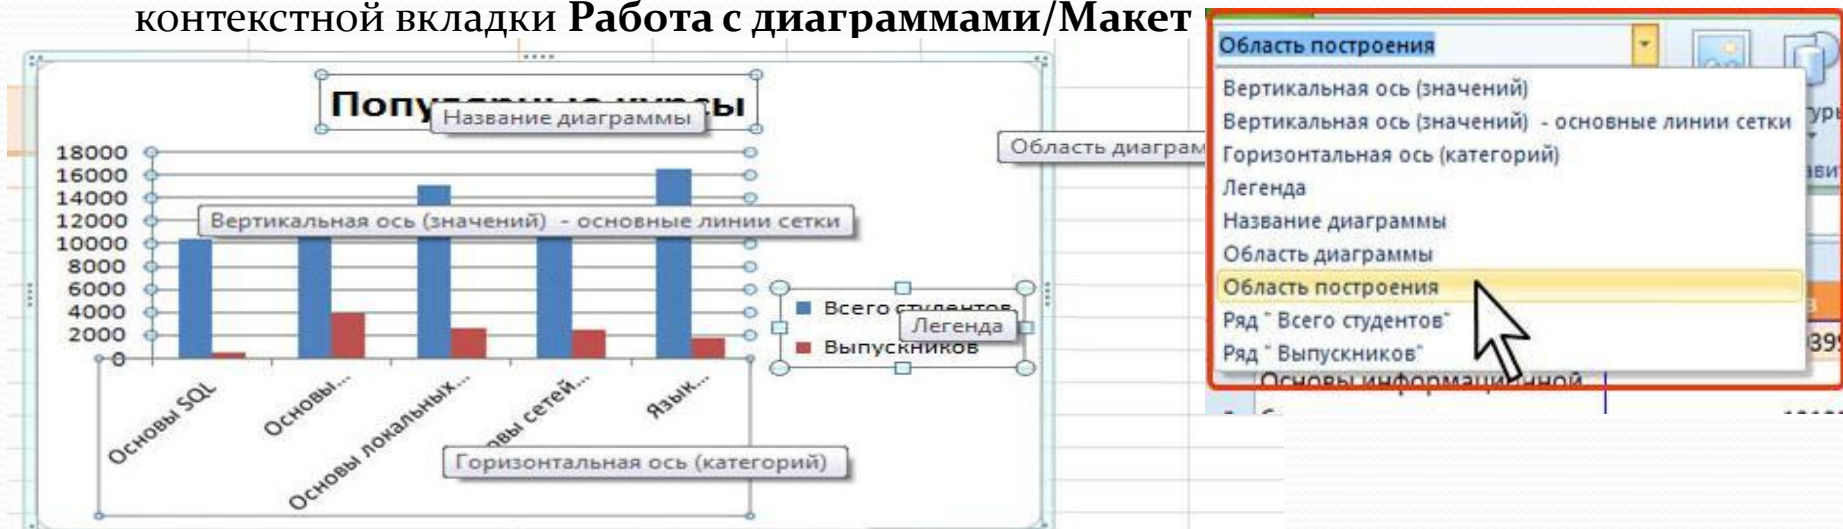 контекстной вкладки Работа с диаграммами/Макет
Название диаграммы
Область диаграм
18000
16000
14000
12000
10000
8000
6000
4000
2000
0
Вертикальная ось (значений) - основные линии сетки
Всего студентов
Легенда
Выпускников
Основы SQL
Основы...
Основы локальных...
сетей...
Язык...
Горизонтальная ось (категорий)
Область построения
Вертикальная ось (значений)
Вертикальная ось (значений) - основные линии сетки
Горизонтальная ось (категорий)
Легенда
Название диаграммы
Область диаграммы
Область построения
Ряд "Всего студентов"
Ряд "Выпускников"
Основы информационной